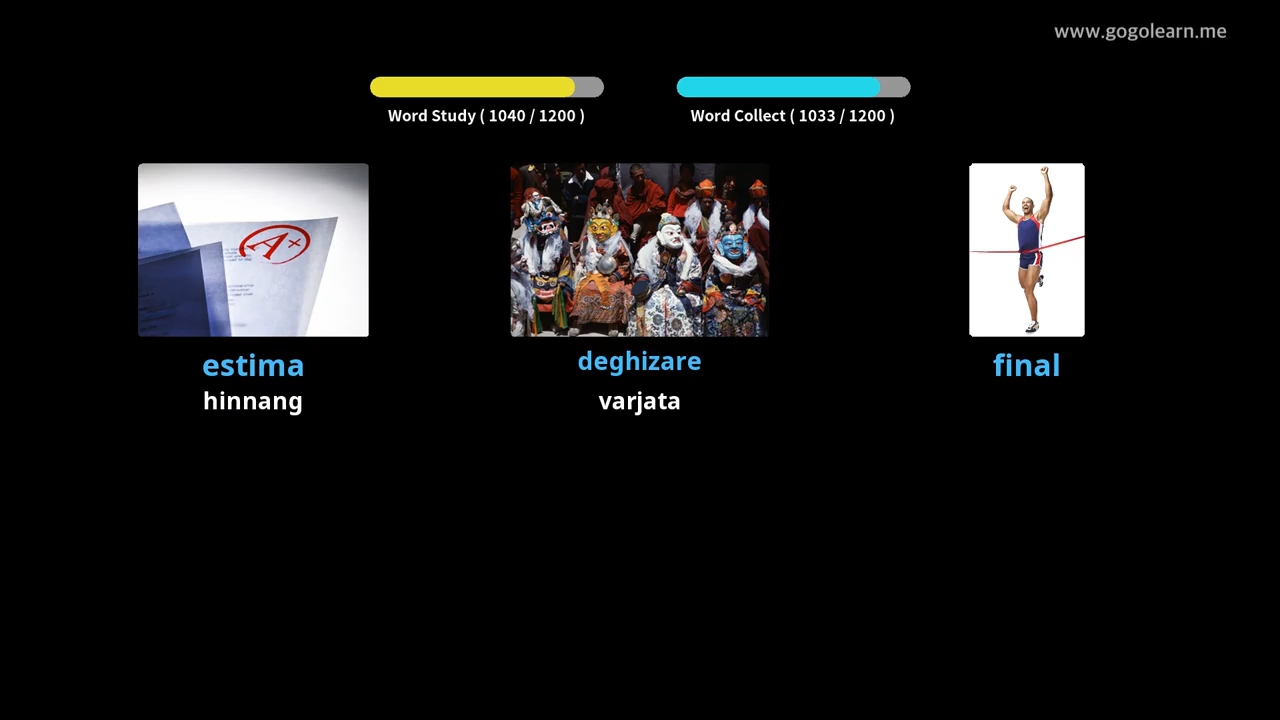 www.gogolearn.me
Word Study ( 1040 / 1200 )
Word Collect ( 1033 / 1200 )
A+
estima
hinnang
deghizare
varjata
final